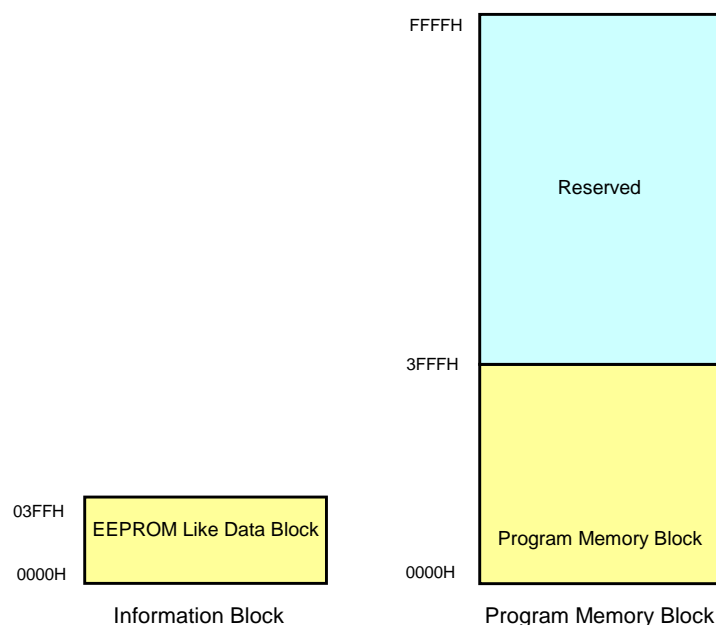 FFFFH
Reserved
3FFFH
03FFH
EEPROM Like Data Block
Program Memory Block
0000H
0000H
Information Block
Program Memory Block